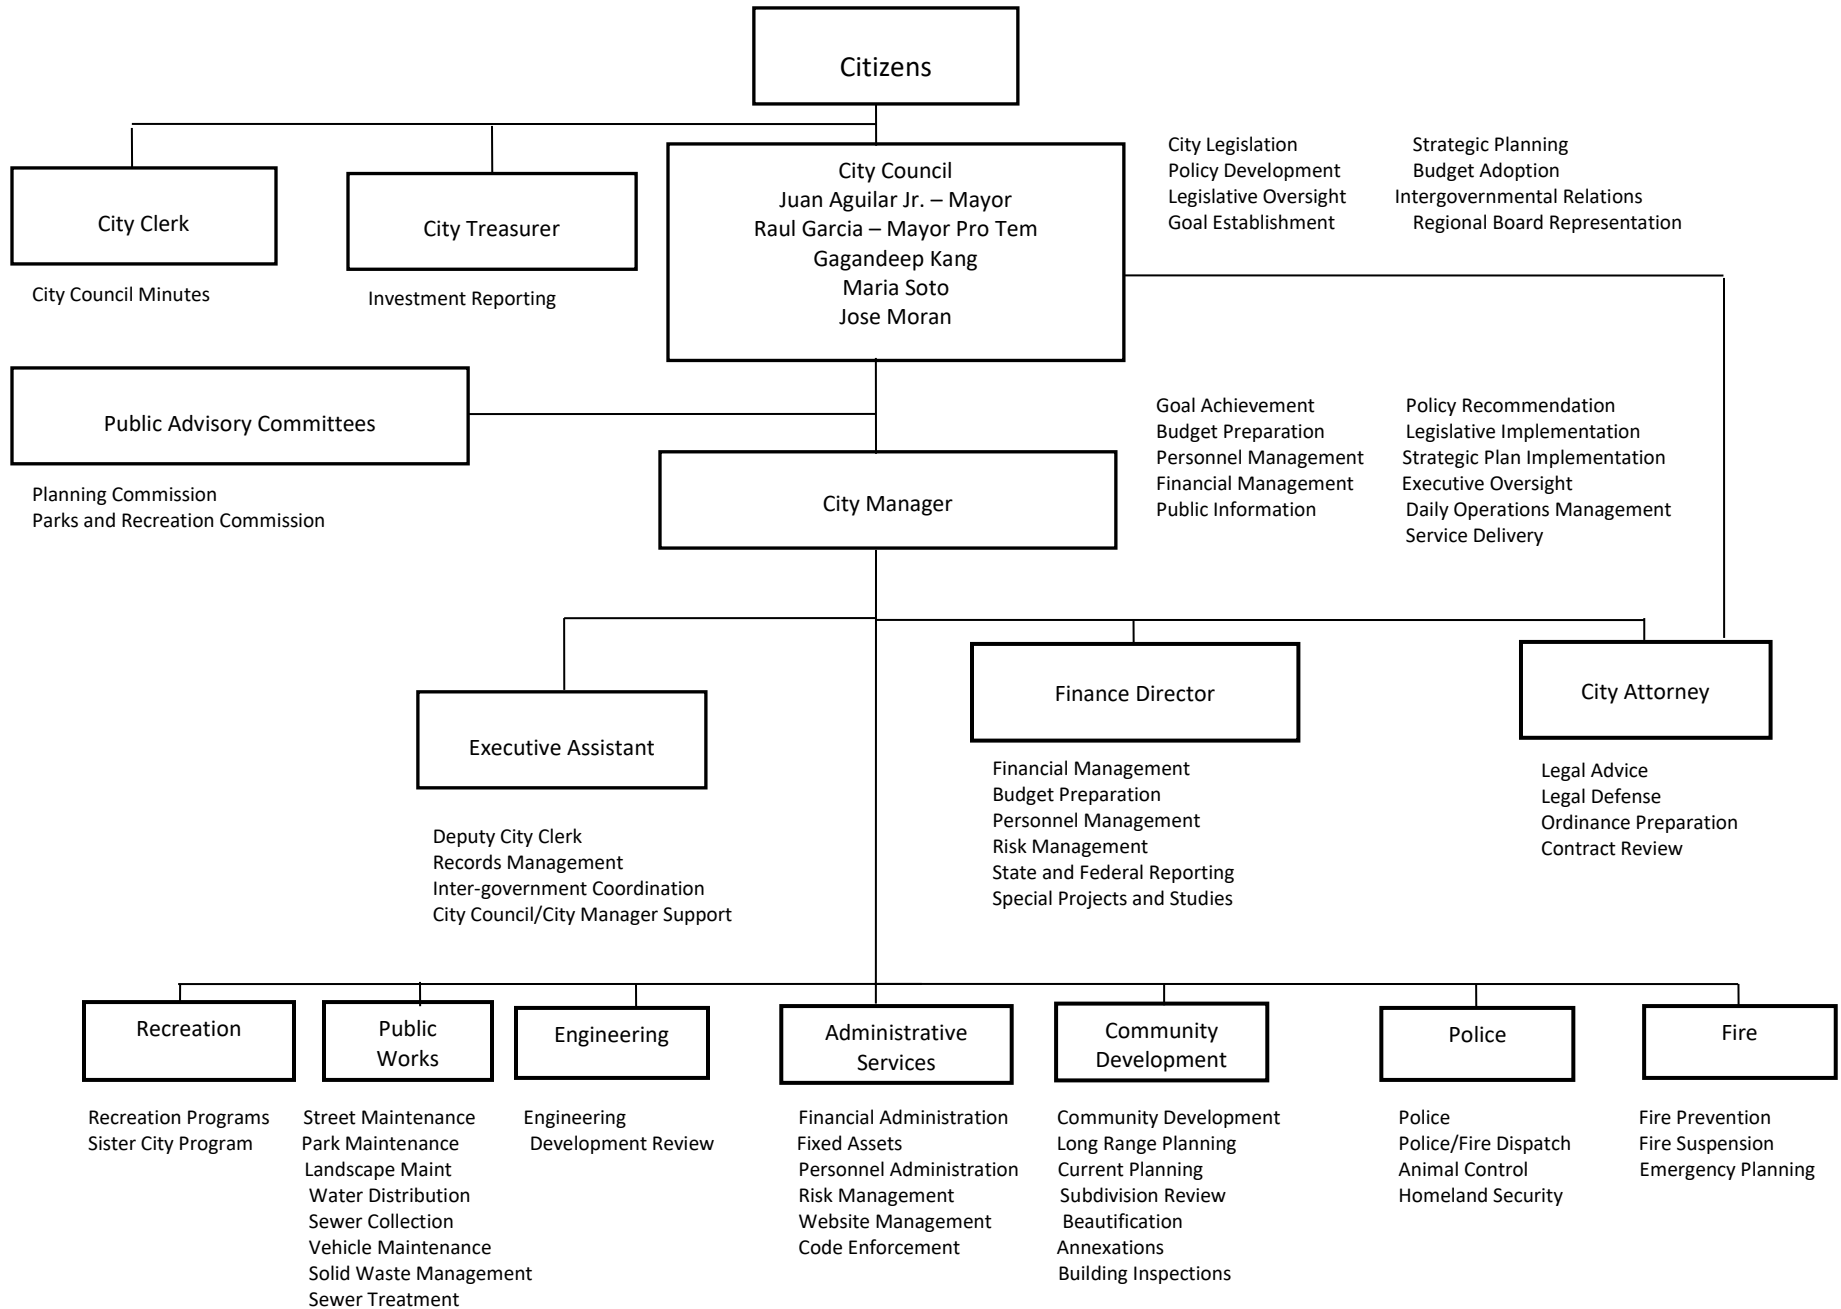 Citizens
City Clerk
City Council Minutes
City Treasurer
Investment Reporting
City Council
Juan Aguilar Jr. – Mayor
Raul Garcia – Mayor Pro Tem
Gagandeep Kang
Maria Soto
Jose Moran
City Legislation
Policy Development
Legislative Oversight
Goal Establishment
Strategic Planning
Budget Adoption
Intergovernmental Relations
Regional Board Representation
Public Advisory Committees
Planning Commission
Parks and Recreation Commission
City Manager
Goal Achievement
Budget Preparation
Personnel Management
Financial Management
Public Information
Policy Recommendation
Legislative Implementation
Strategic Plan Implementation
Executive Oversight
Daily Operations Management
Service Delivery
Executive Assistant
Deputy City Clerk
Records Management
Inter-government Coordination
City Council/City Manager Support
Finance Director
Financial Management
Budget Preparation
Personnel Management
Risk Management
State and Federal Reporting
Special Projects and Studies
City Attorney
Legal Advice
Legal Defense
Ordinance Preparation
Contract Review
Recreation
Recreation Programs
Sister City Program
Public
Works
Street Maintenance
Park Maintenance
Landscape Maint
Water Distribution
Sewer Collection
Vehicle Maintenance
Solid Waste Management
Sewer Treatment
Engineering
Engineering
Development Review
Administrative
Services
Financial Administration
Fixed Assets
Personnel Administration
Risk Management
Website Management
Code Enforcement
Community
Development
Community Development
Long Range Planning
Current Planning
Subdivision Review
Beautification
Annexations
Building Inspections
Police
Police
Police/Fire Dispatch
Animal Control
Homeland Security
Fire
Fire Prevention
Fire Suspension
Emergency Planning